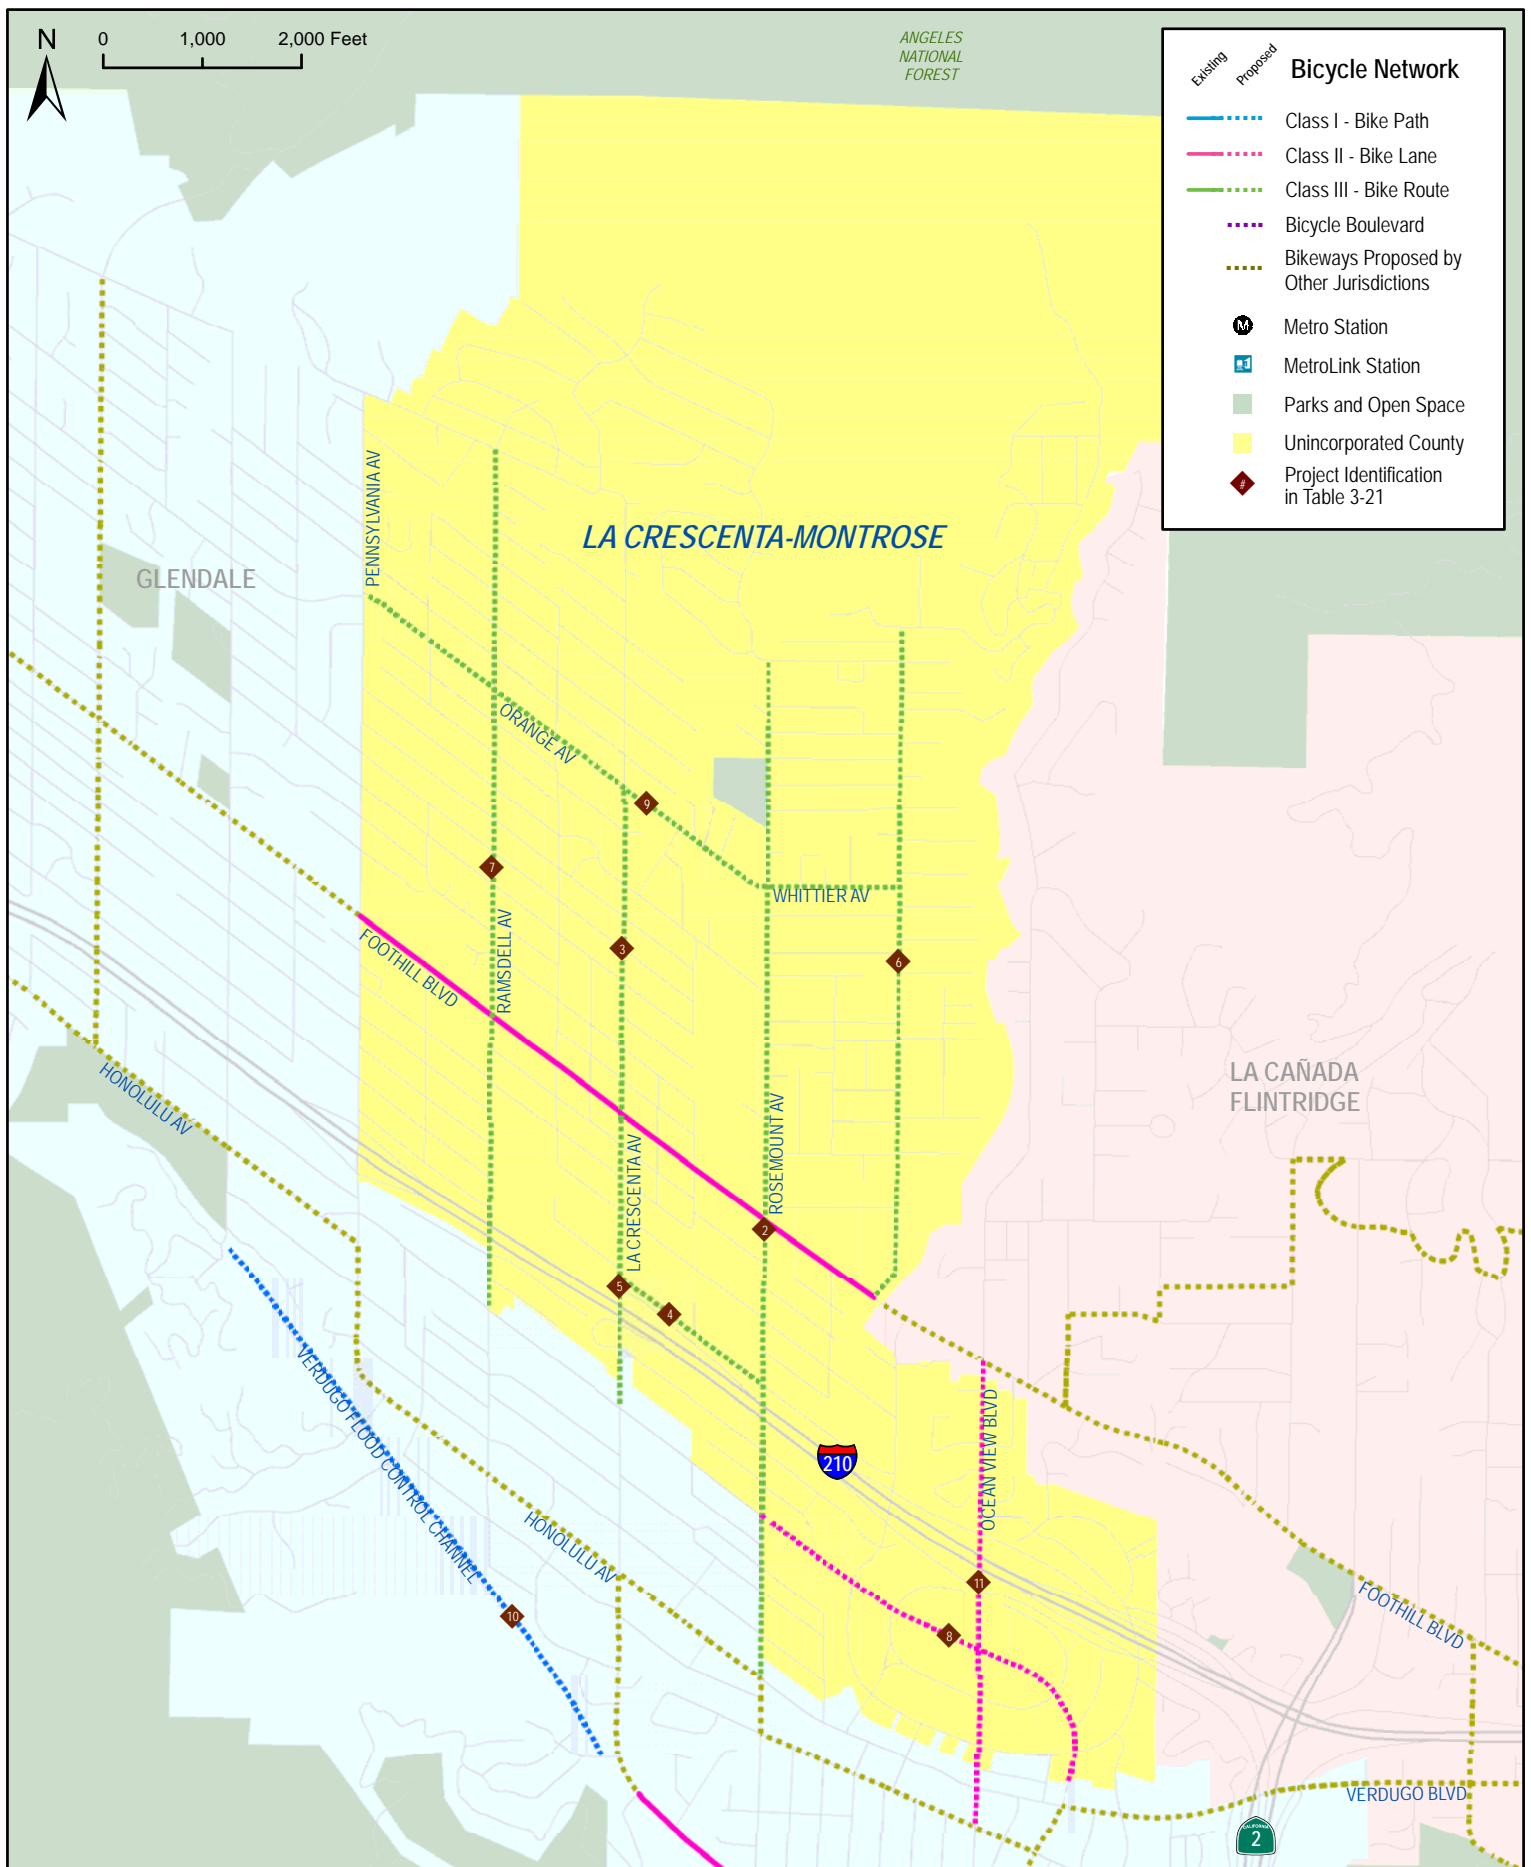 N
0 1,000 2,000 Feet
ANGELES
NATIONAL
FOREST
Existing
Proposed
Bicycle Network
Class I - Bike Path
Class II - Bike Lane
Class III - Bike Route
Bicycle Boulevard
Bikeways Proposed by
Other Jurisdictions
M
Metro Station
MetroLink Station
Parks and Open Space
Unincorporated County
#
Project Identification
in Table 3-21
PENNSYLVANIA AV
LA CRESCENTA-MONTROSE
GLENDALE
ORANGE AV
9
7
WHITTIER AV
RAMSDELL AV
FOOTHILL BLVD
3
6
HONOLULU AV
LA CAÑADA
FLINTRIDGE
LA CRESCENTA AV
ROSEMOUNT AV
2
5
4
VERDUGO FLOOD CONTROL CHANNEL
OCEAN VIEW BLVD
210
HONOLULU AV
11
10
8
FOOTHILL BLVD
VERDUGO BLVD
CALIFORNIA
2